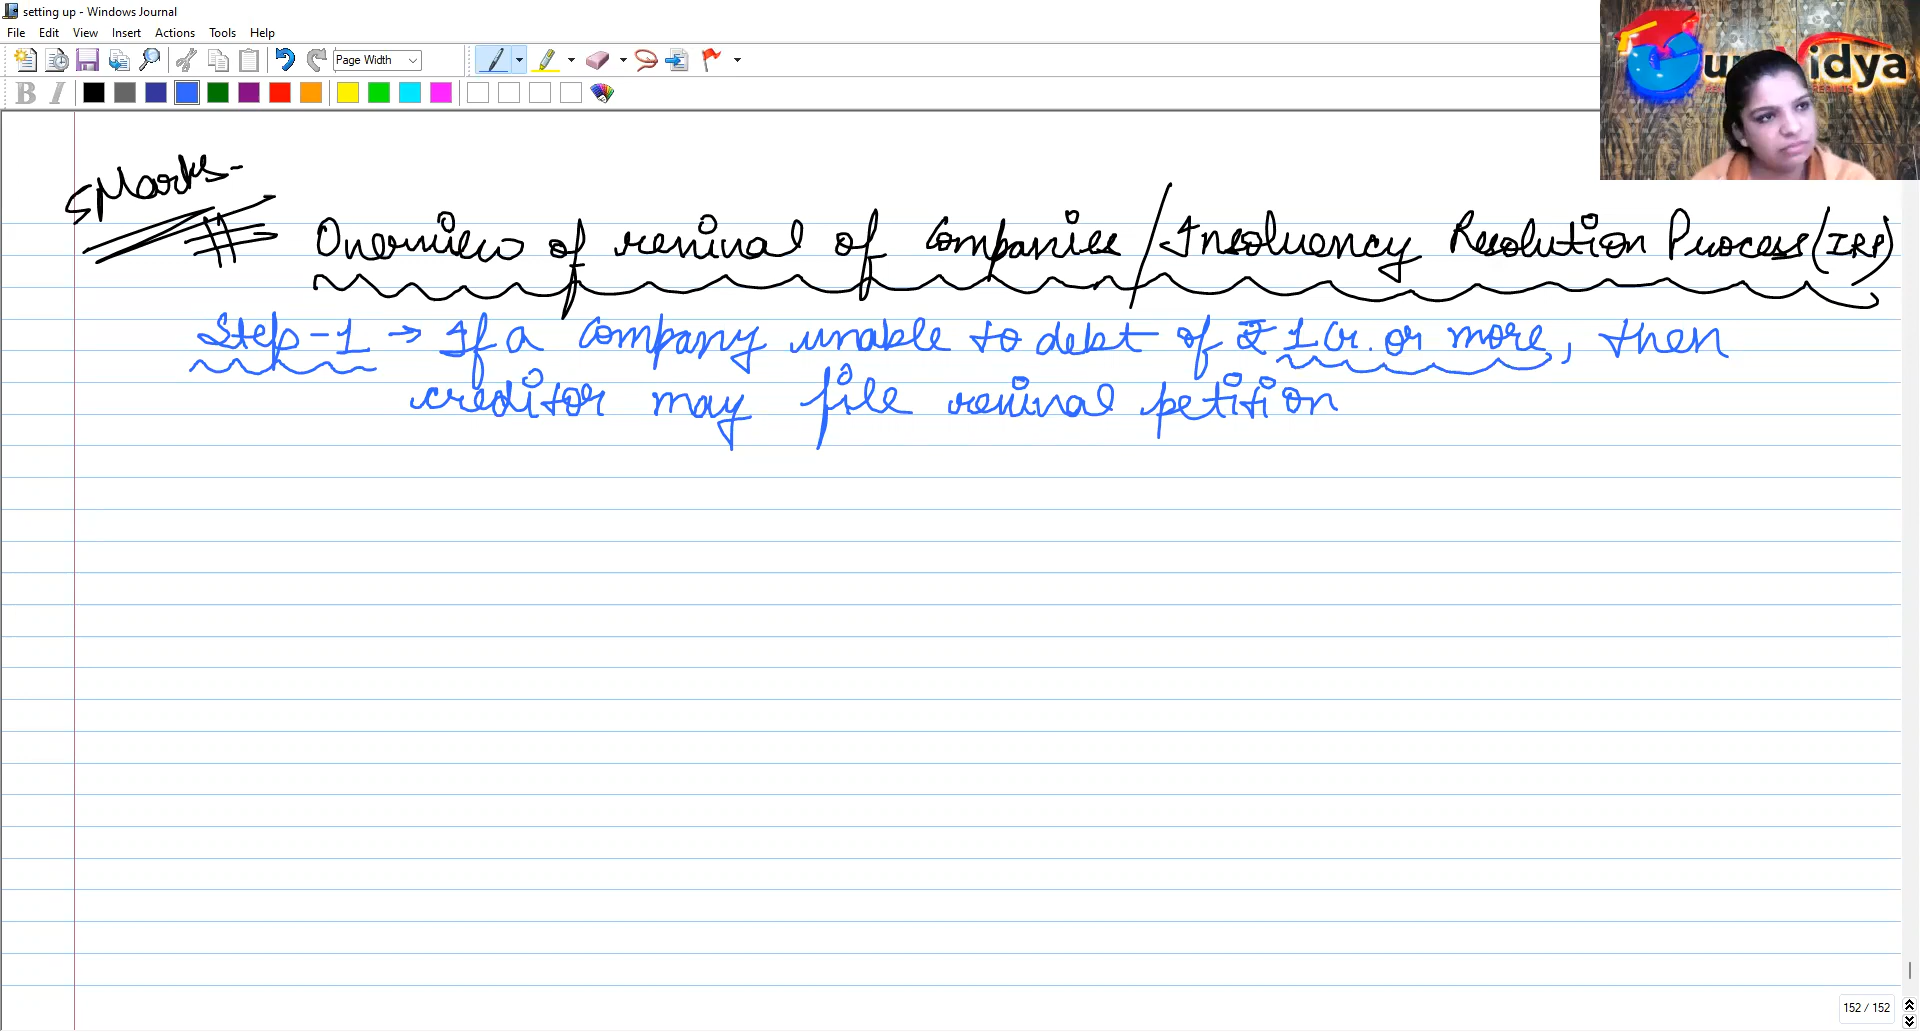 setting up - Windows Journal
File Edit View Insert Actions Tools Help
Page Width
B I
idya
5 Marks-
# Overview of revival of Companies / Insolvency Resolution Process (IRP)
Step-1 → If a company unable to debt of ₹ 1 Cr. or more, then
creditor may file revival petition
152 / 152